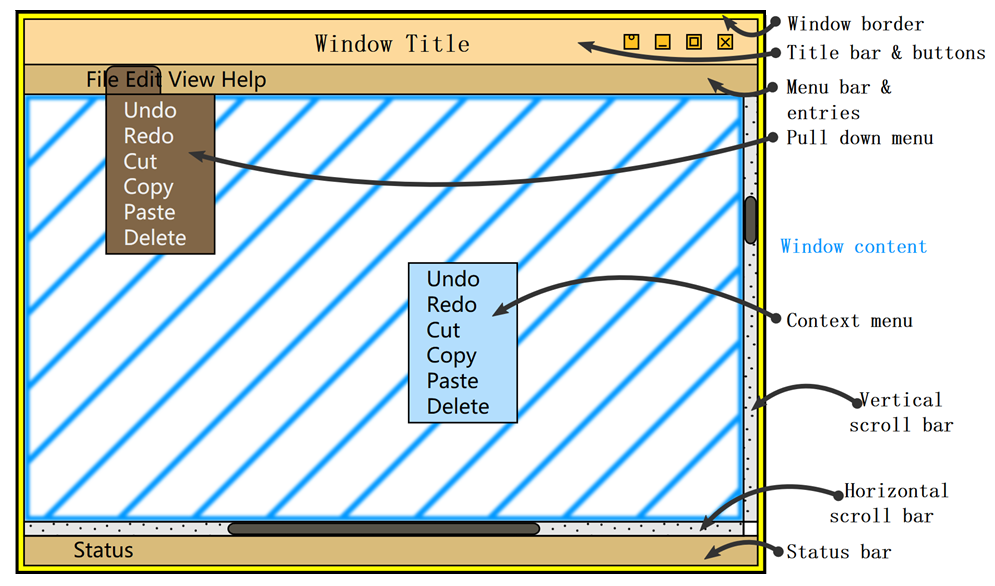 Window Title
File Edit View Help
Undo
Redo
Cut
Copy
Paste
Delete
Undo
Redo
Cut
Copy
Paste
Delete
Status
Window border
Title bar & buttons
Menu bar &
entries
Pull down menu
Window content
Context menu
Vertical
scroll bar
Horizontal
scroll bar
Status bar